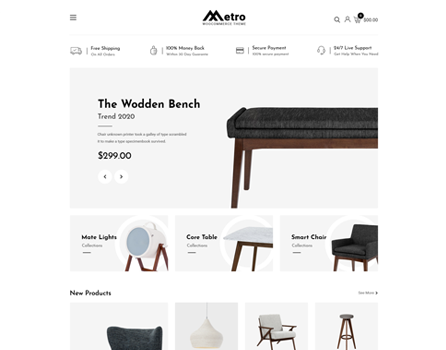 Metro
WOOCOMMERCE THEME
0
$00.00
Free Shipping
On All Orders
100% Money Back
Within 30 Days Guarantee
Secure Payment
100% secure payment
24/7 Live Support
Get Help When You Need
The Wodden Bench
Trend 2020
Chair unknown printer took a galley of type scrambled
it to make a type specimenbook survived
$299.00
Mate Lights
Collections
Core Table
Collections
Smart Chair
Collections
New Products
See More